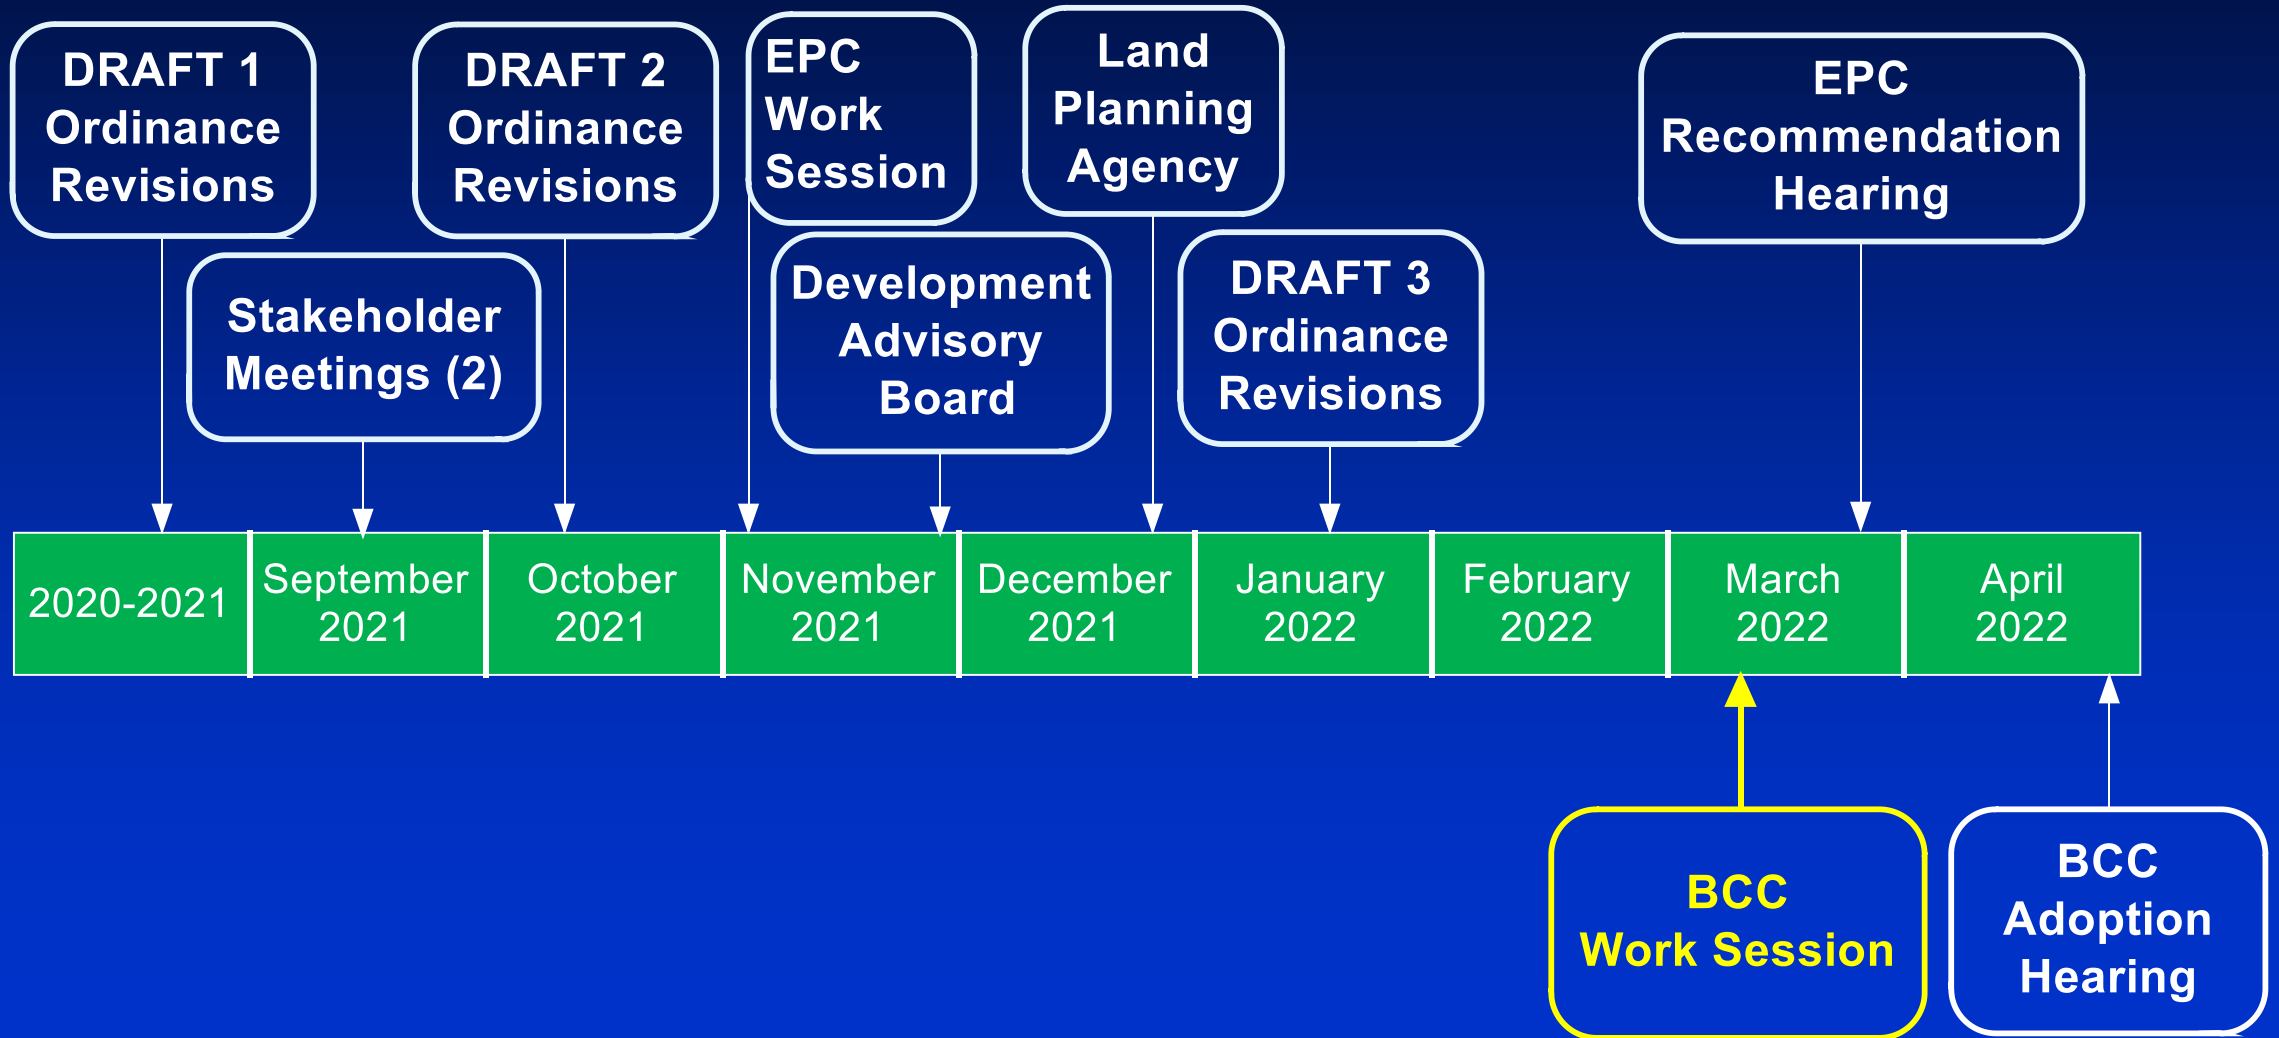 DRAFT 1
Ordinance
Revisions
Stakeholder
Meetings (2)
DRAFT 2
Ordinance
Revisions
EPC
Work
Session
Development
Advisory
Board
Land
Planning
Agency
DRAFT 3
Ordinance
Revisions
EPC
Recommendation
Hearing
2020-2021
September
2021
October
2021
November
2021
December
2021
January
2022
February
2022
March
2022
April
2022
BCC
Work Session
BCC
Adoption
Hearing